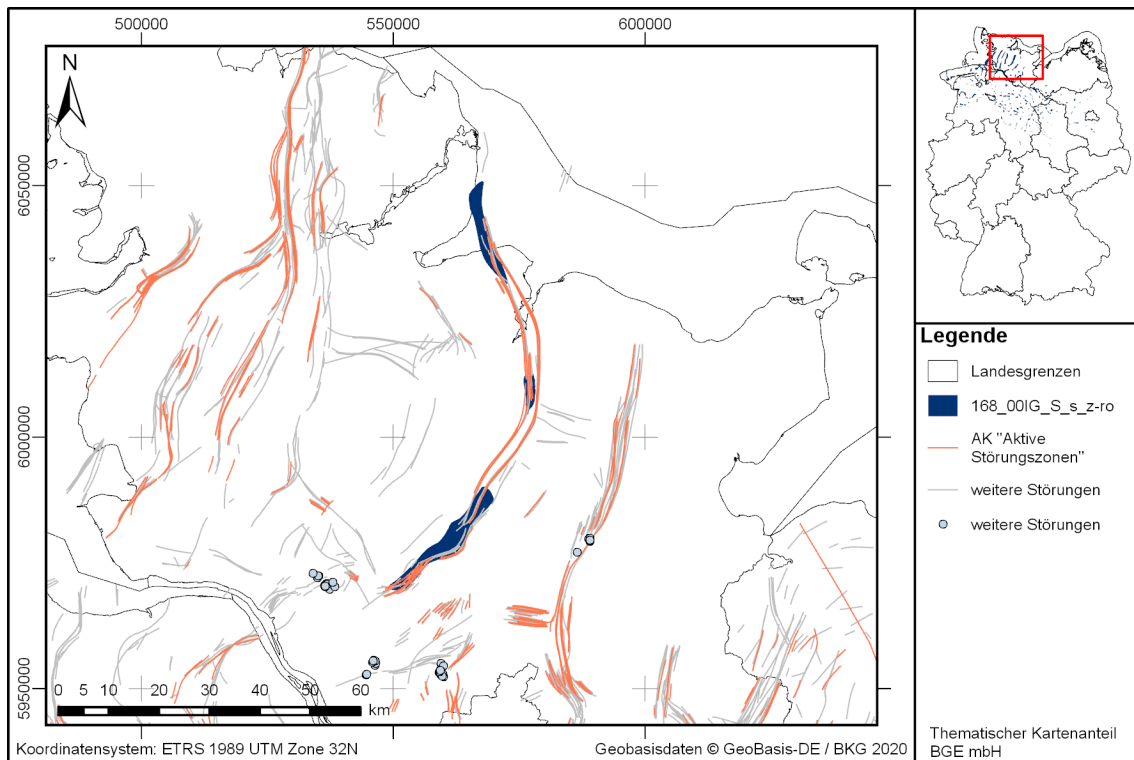 500000
550000
600000
N
6050000
6000000
5950000
0 5 10 20 30 40 50 60
km
Koordinatensystem: ETRS 1989 UTM Zone 32N
Geobasisdaten © GeoBasis-DE / BKG 2020
Legende
Landesgrenzen
168_00IG_S_s_z-ro
AK "Aktive
Störungszonen"
weitere Störungen
weitere Störungen
Thematischer Kartenanteil
BGE mbH